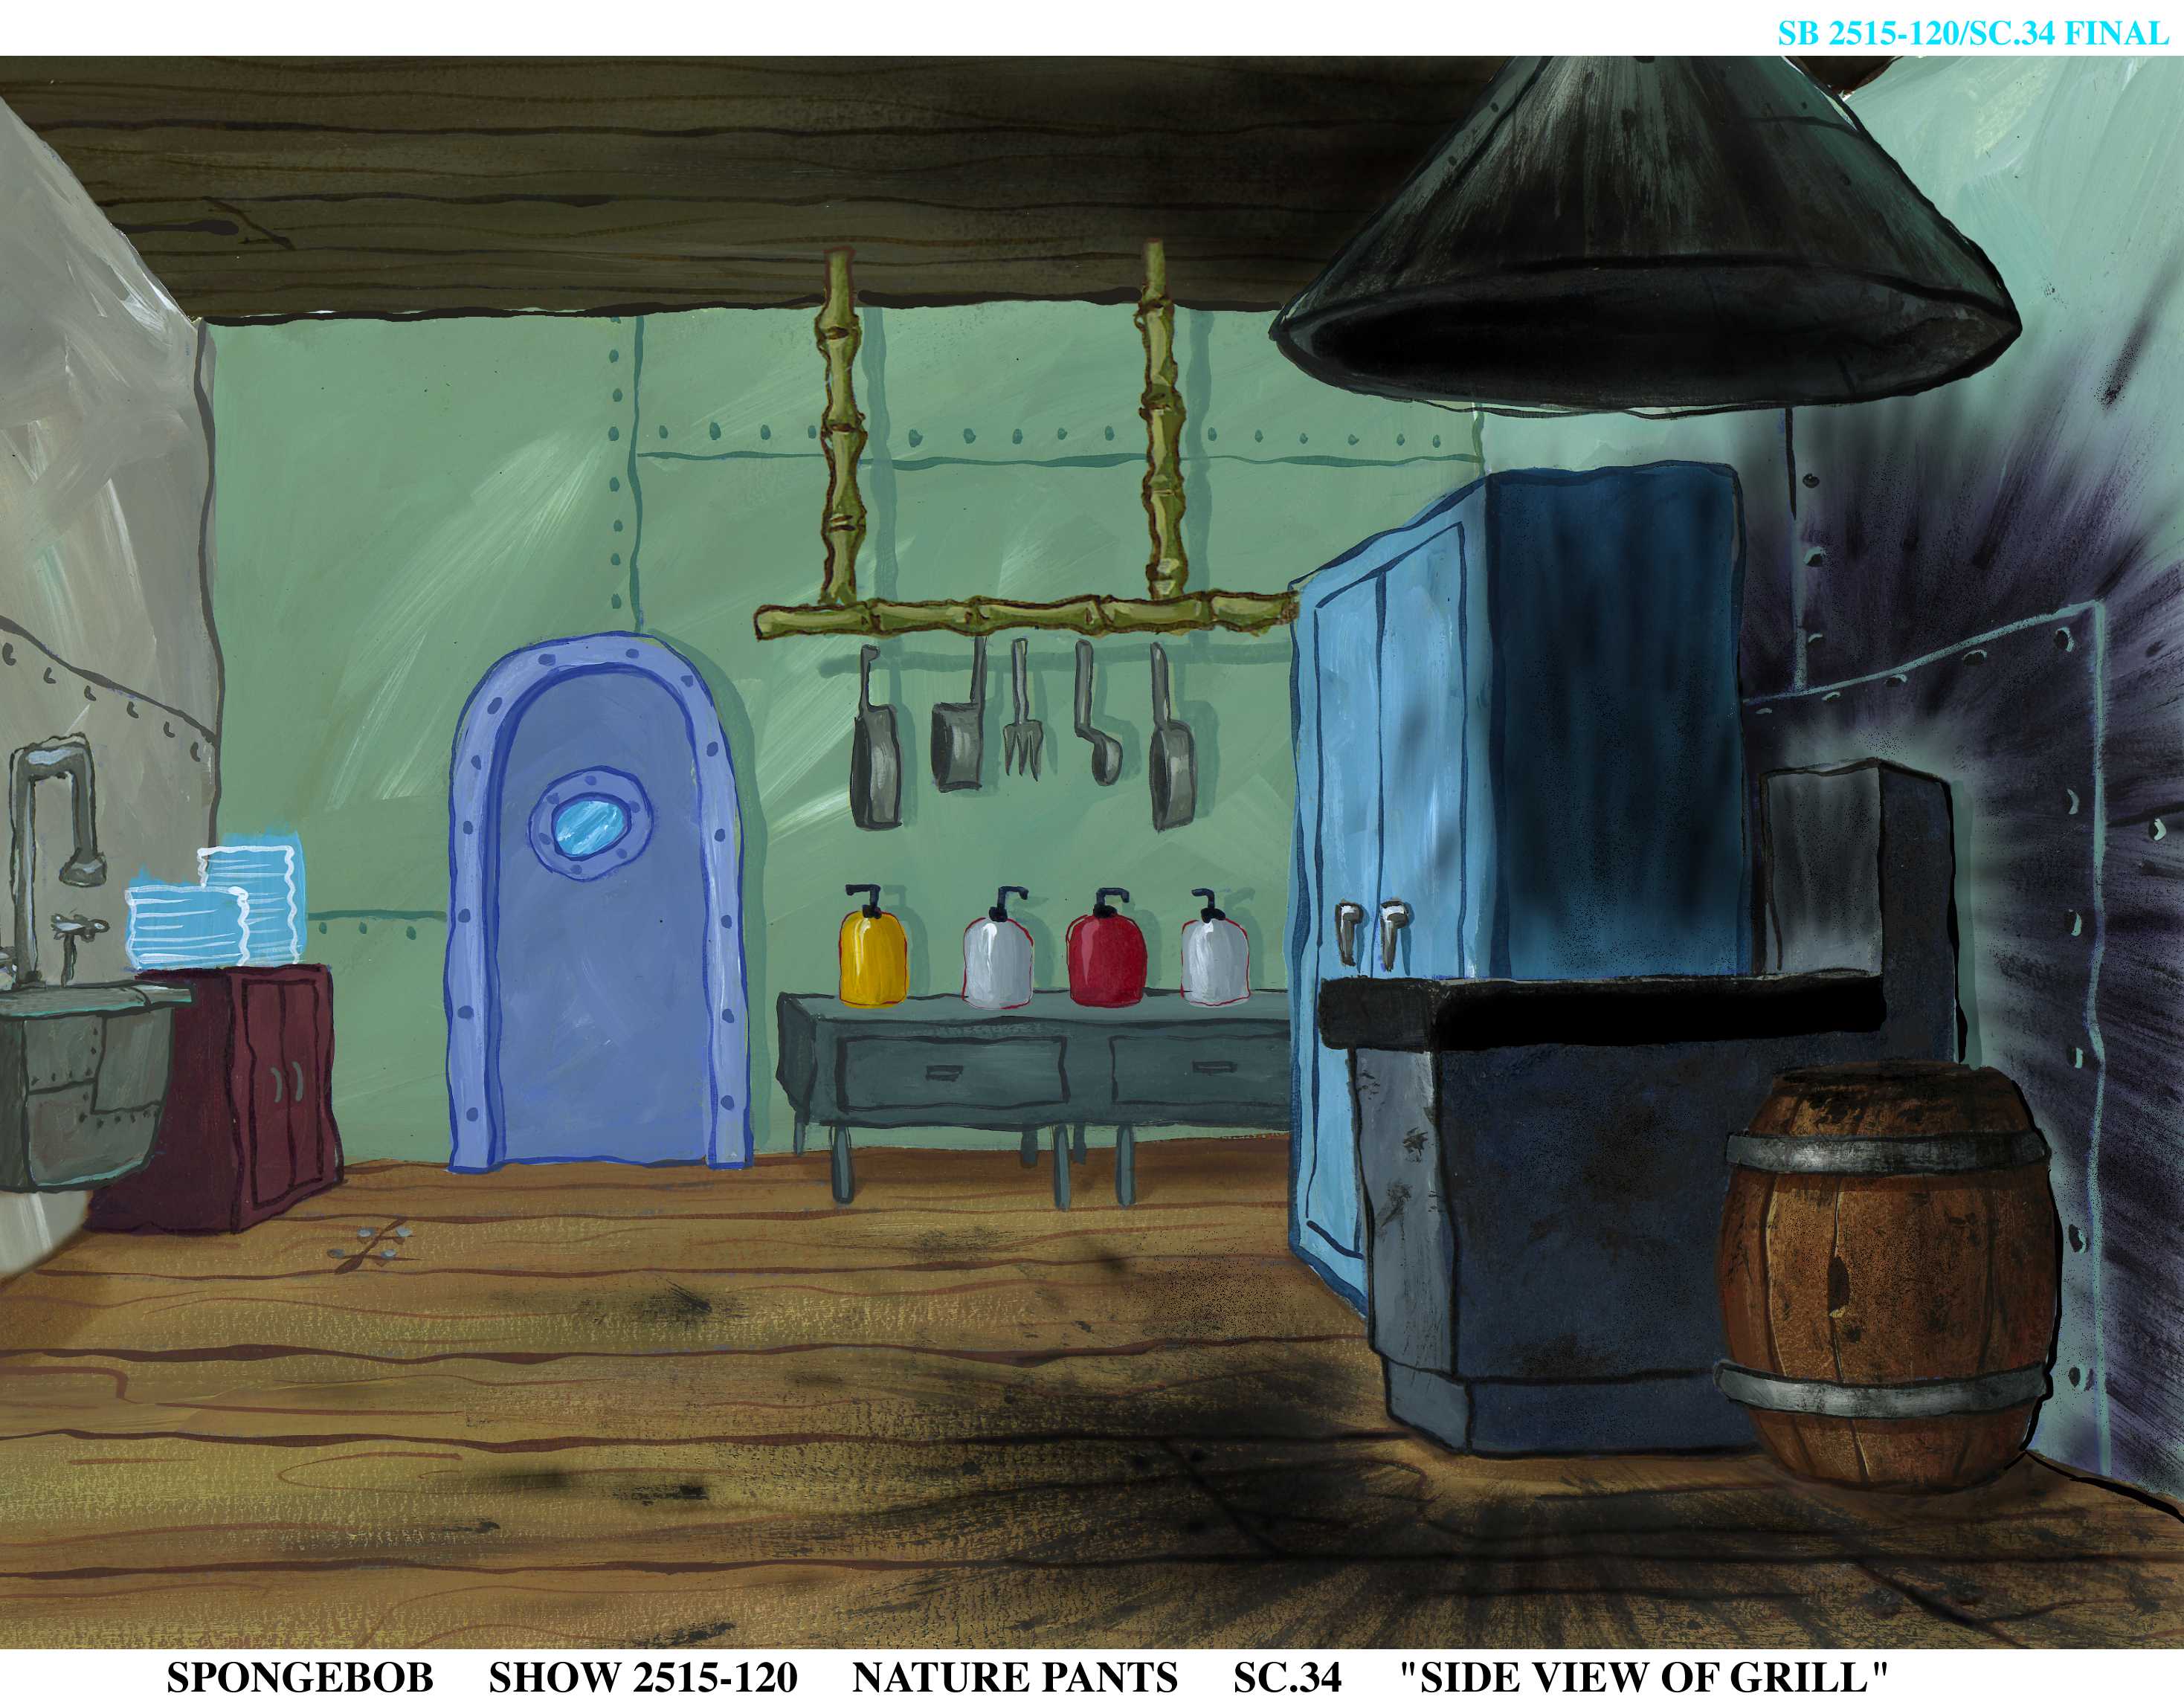 SB 2515-120/SC.34 FINAL
SPONGEBOB SHOW 2515-120 NATURE PANTS SC.34 "SIDE VIEW OF GRILL"